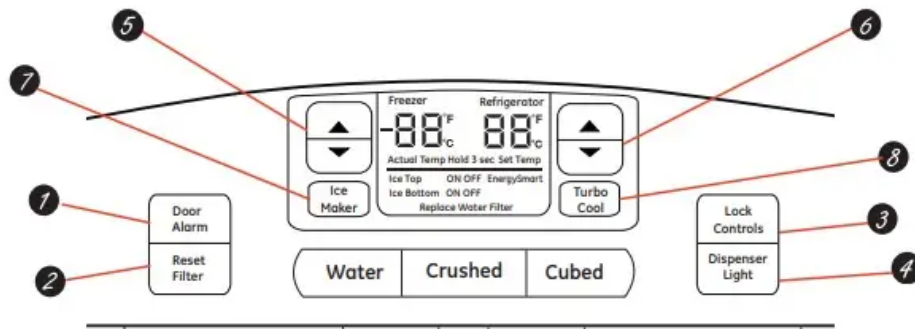 5
6
7
Freezer Refrigerator
-88 °F °C 88 °F °C
Actual Temp Hold 3 sec Set Temp
8
Ice Top ON OFF EnergySmart
Ice Bottom ON OFF
Replace Water Filter
Ice
Maker
Turbo
Cool
1
Door
Alarm
Lock
Controls
3
2
Reset
Filter
Water Crushed Cubed
Dispenser
Light
4